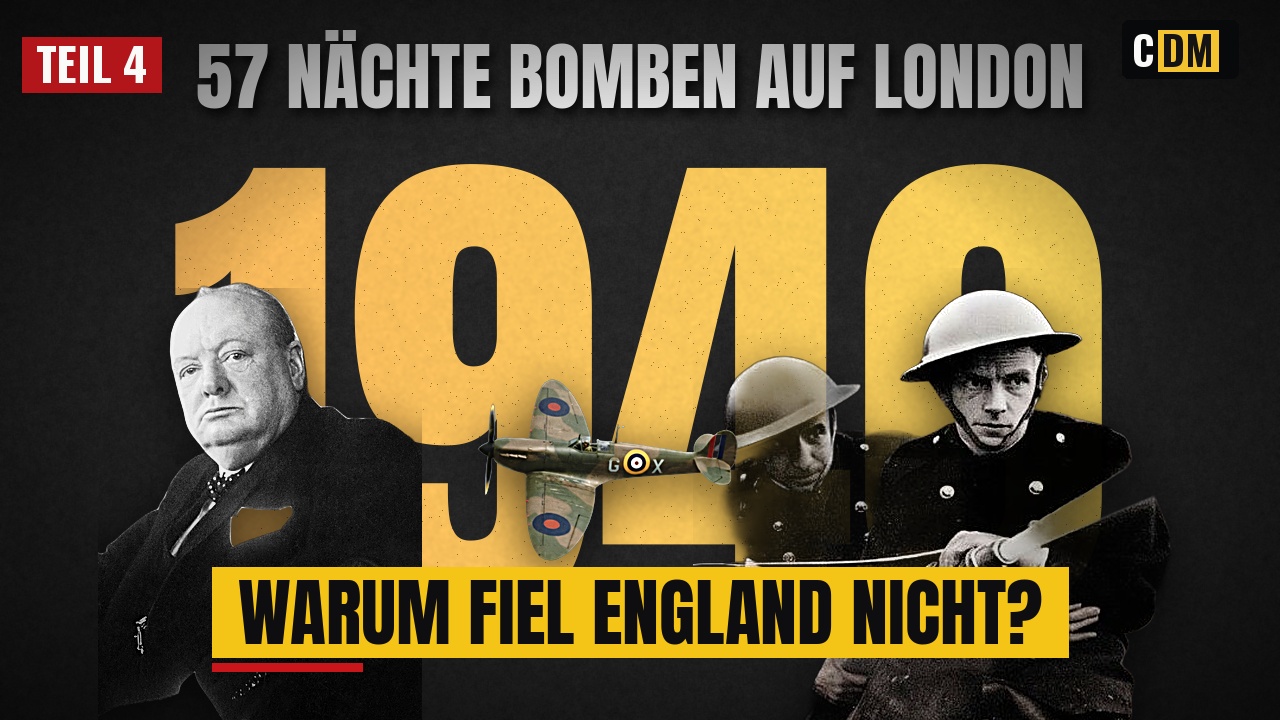 TEIL 4
57 NÄCHTE BOMBEN AUF LONDON
CDM
1940
G X
WARUM FIEL ENGLAND NICHT?